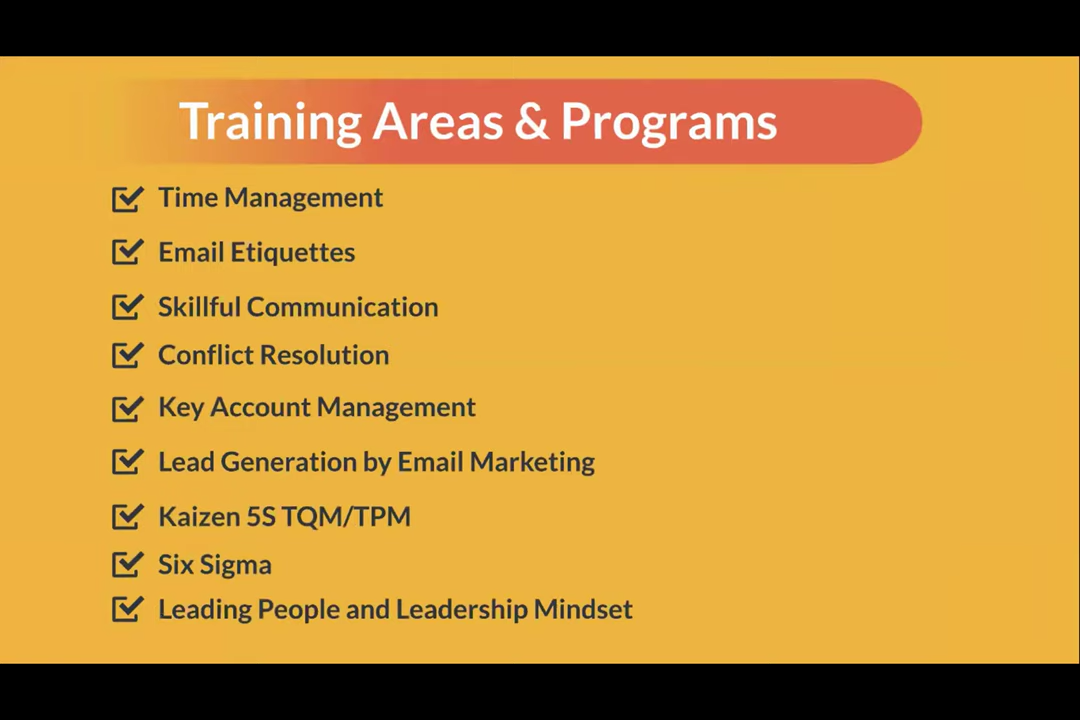 Training Areas & Programs
Time Management
Email Etiquettes
Skillful Communication
Conflict Resolution
Key Account Management
Lead Generation by Email Marketing
Kaizen 5S TQM/TPM
Six Sigma
Leading People and Leadership Mindset